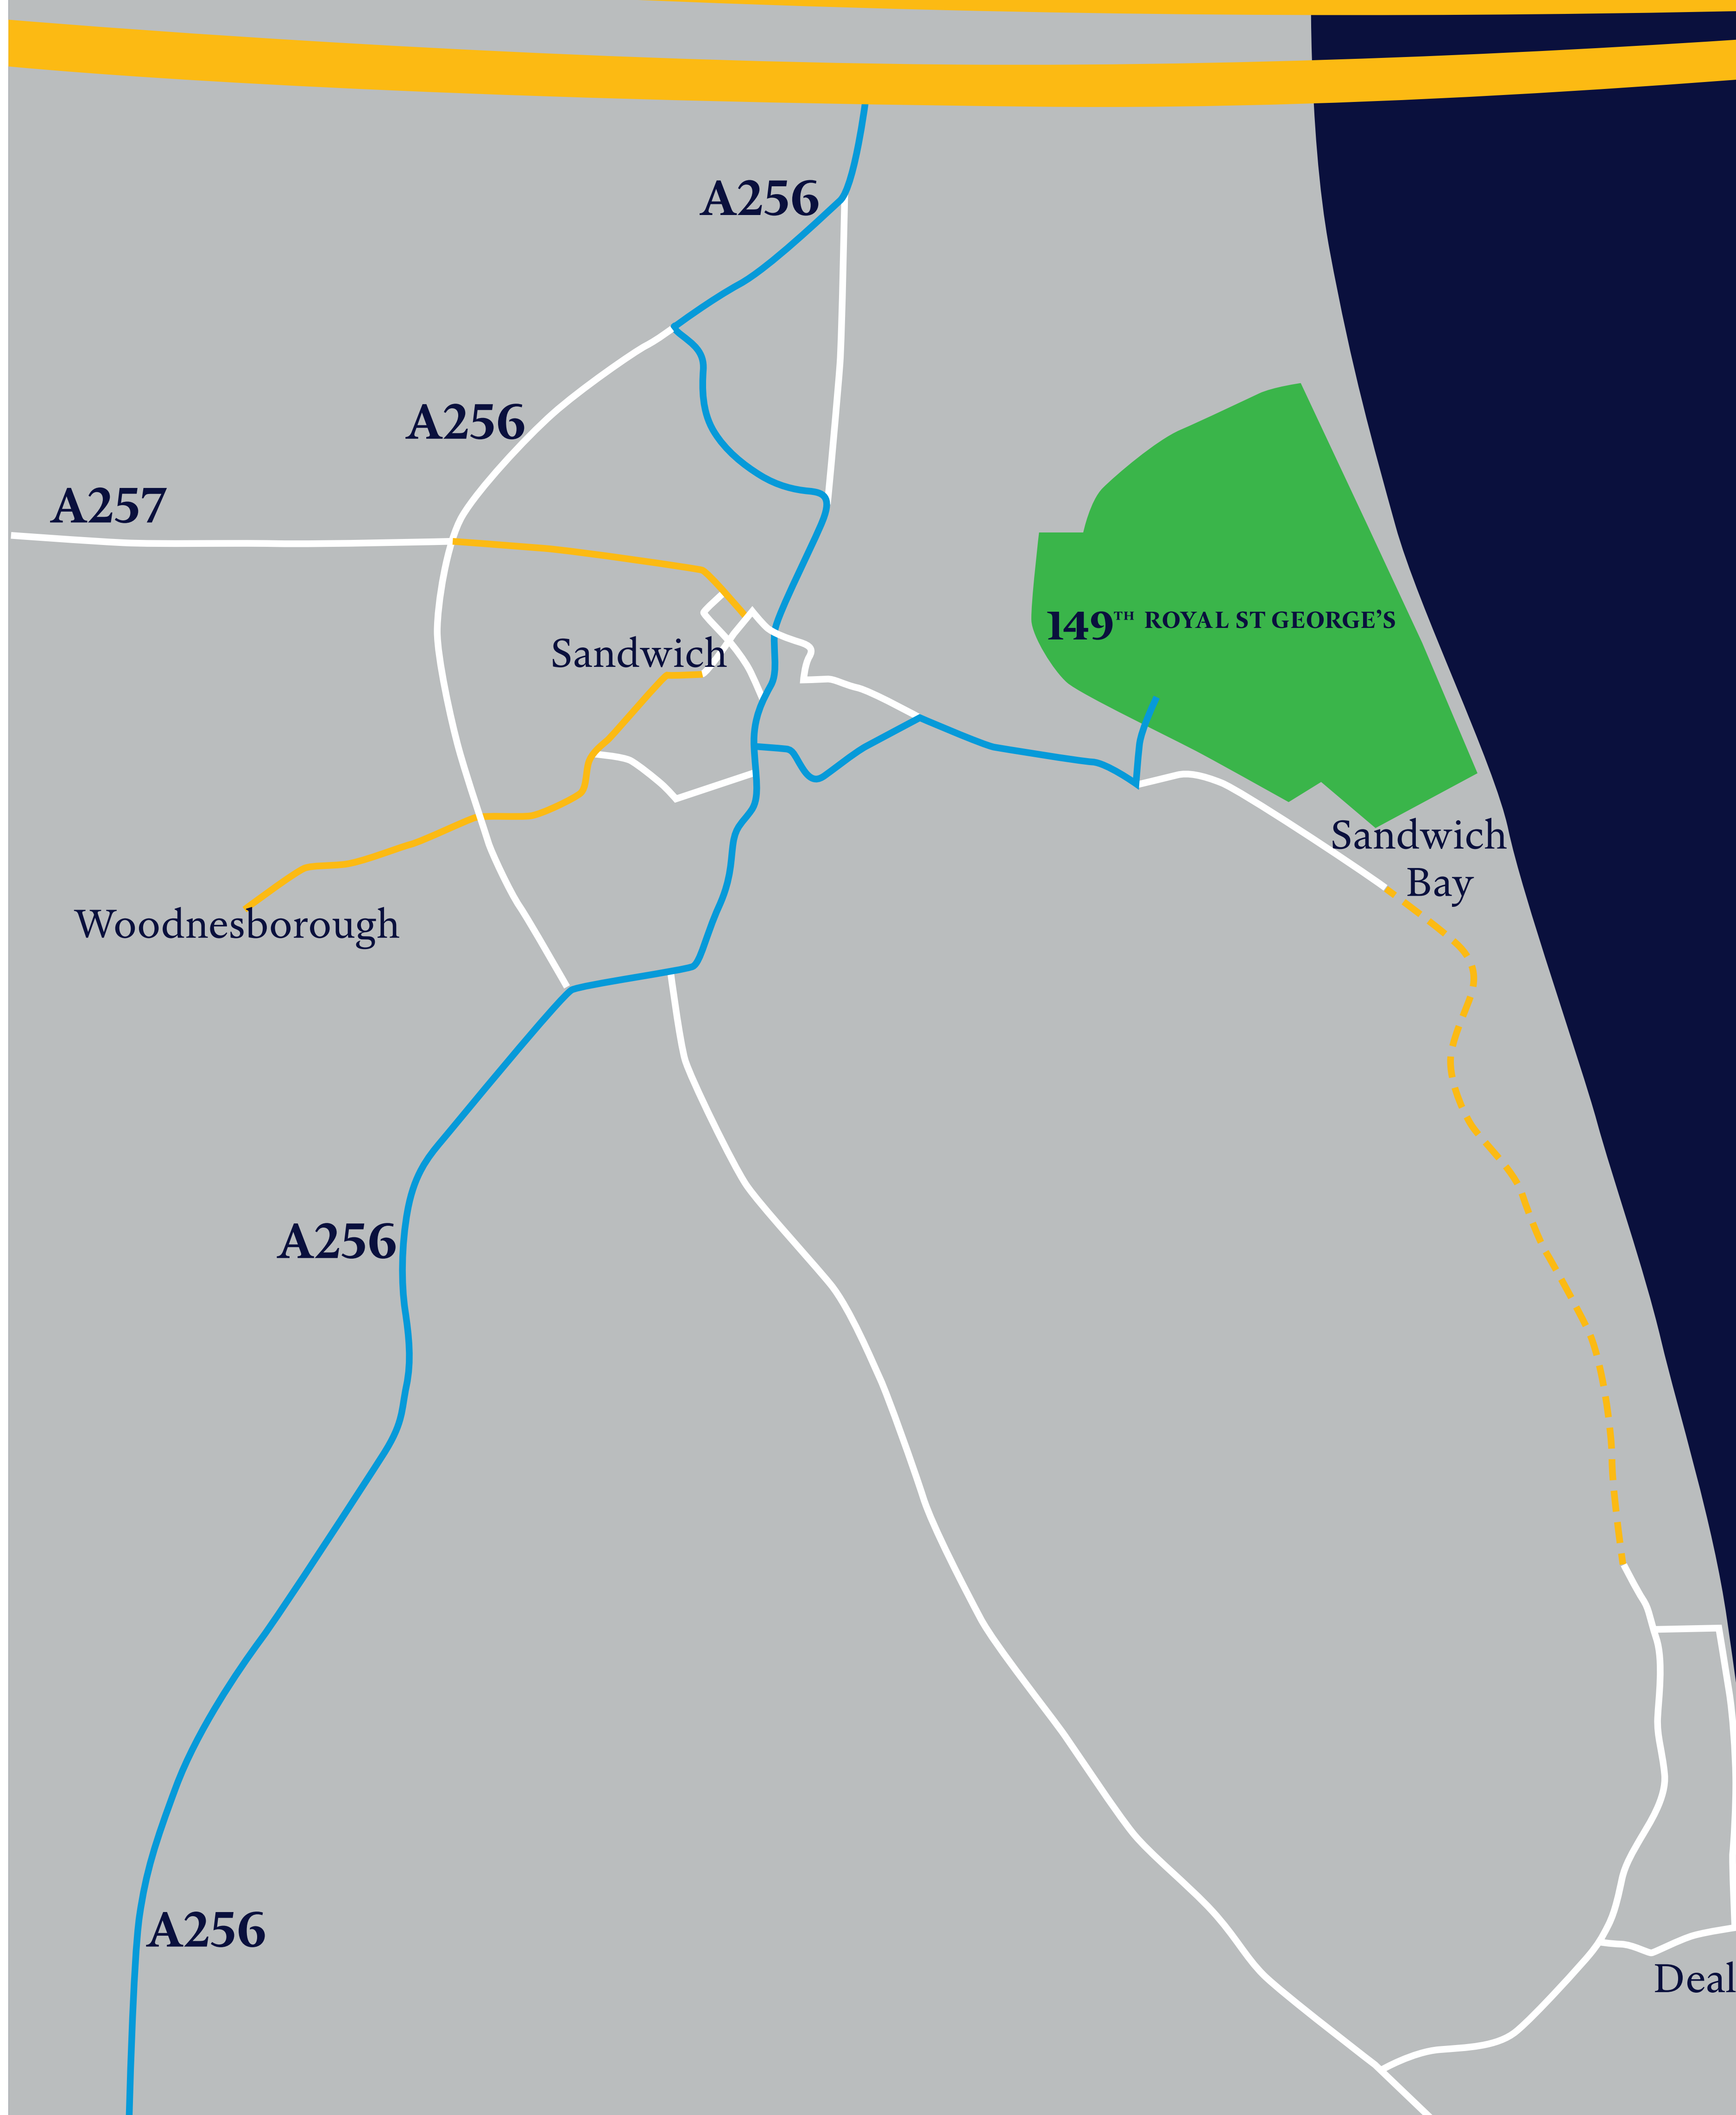 A256
A256
A257
149TH ROYAL ST GEORGE'S
Sandwich
Sandwich
Bay
Woodnesborough
A256
A256
Deal